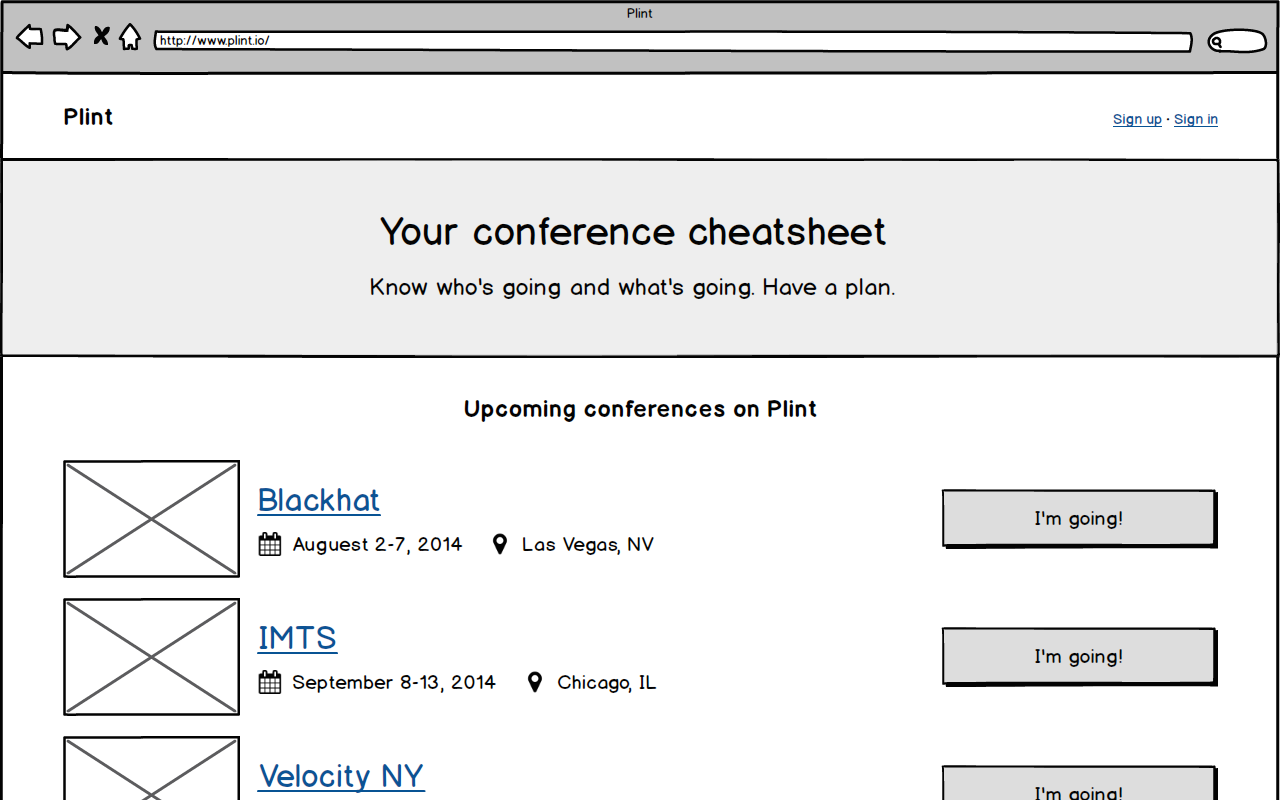 Plint
http://www.plint.io/
Plint
Sign up · Sign in
Your conference cheatsheet
Know who's going and what's going. Have a plan.
Upcoming conferences on Plint
Blackhat
Auguest 2-7, 2014 Las Vegas, NV
I'm going!
IMTS
September 8-13, 2014 Chicago, IL
I'm going!
Velocity NY
I'm going!